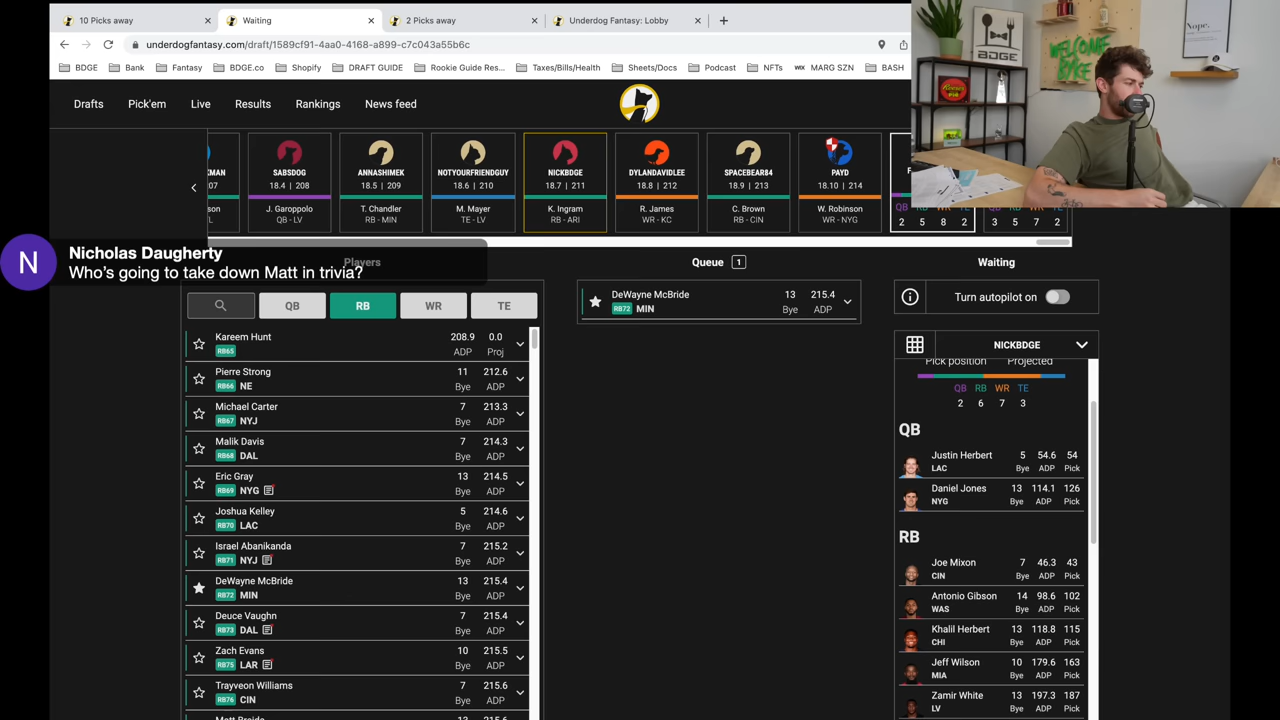 10 Picks away
Waiting
2 Picks away
Underdog Fantasy: Lobby
underdogfantasy.com/draft/1589cf91-4aa0-4168-a899-c7c043a55b6c
BDGE
Bank
Fantasy
BDGE.co
Shopify
DRAFT GUIDE
Rookie Guide Res...
Taxes/Bills/Health
Sheets/Docs
Podcast
NFTs
WIX MARG SZN
BASH
BDGE
WELCOME
Nope.
Reese's
Drafts
Pick'em
Live
Results
Rankings
News feed
SABSDOG
18.4 | 208
J. Garoppolo
QB - LV
ANNASHIMEK
18.5 | 209
T. Chandler
RB - MIN
NOTYOURFRIENDGUY
18.6 | 210
M. Mayer
TE - LV
NICKBDGE
18.7 | 211
K. Ingram
RB - ARI
DYLANDAVIDLEE
18.8 | 212
R. James
WR - KC
SPACEBEAR84
18.9 | 213
C. Brown
RB - CIN
PAYD
18.10 | 214
W. Robinson
WR - NYG
QB RB WR TE
2 5 8 2
QB RB WR TE
3 5 7 2
N
Nicholas Daugherty
Who's going to take down Matt in trivia?
Players
QB
RB
WR
TE
Kareem Hunt 208.9 0.0
RB65 ADP Proj
Pierre Strong 11 212.6
RB66 NE Bye ADP
Michael Carter 7 213.3
RB67 NYJ Bye ADP
Malik Davis 7 214.3
RB68 DAL Bye ADP
Eric Gray 13 214.5
RB69 NYG Bye ADP
Joshua Kelley 5 214.6
RB70 LAC Bye ADP
Israel Abanikanda 7 215.2
RB71 NYJ Bye ADP
DeWayne McBride 13 215.4
RB72 MIN Bye ADP
Deuce Vaughn 7 215.4
RB73 DAL Bye ADP
Zach Evans 10 215.5
RB75 LAR Bye ADP
Trayveon Williams 7 215.6
RB76 CIN Bye ADP
Queue 1
DeWayne McBride 13 215.4
RB72 MIN Bye ADP
Waiting
Turn autopilot on
NICKBDGE
Pick position Projected
QB RB WR TE
2 6 7 3
QB
Justin Herbert 5 54.6 54
LAC Bye ADP Pick
Daniel Jones 13 114.1 126
NYG Bye ADP Pick
RB
Joe Mixon 7 46.3 43
CIN Bye ADP Pick
Antonio Gibson 14 98.6 102
WAS Bye ADP Pick
Khalil Herbert 13 118.8 115
CHI Bye ADP Pick
Jeff Wilson 10 179.6 163
MIA Bye ADP Pick
Zamir White 13 197.3 187
LV Bye ADP Pick